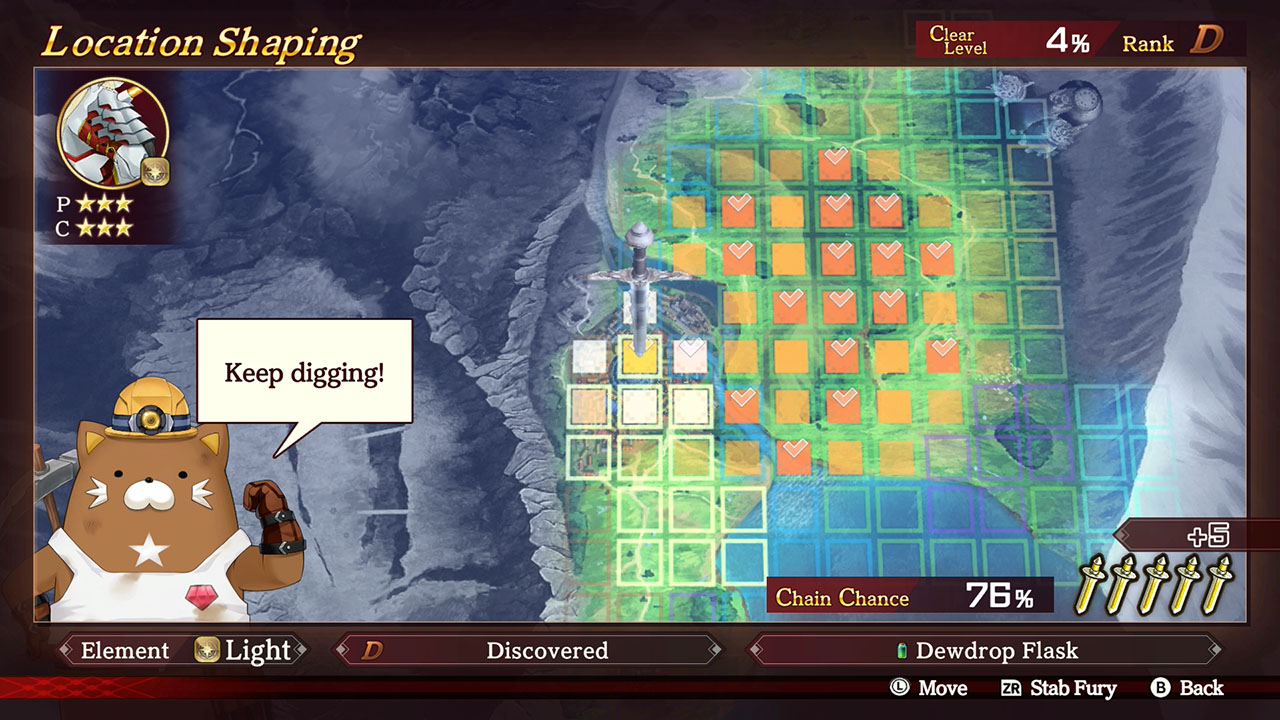 Location Shaping
Clear Level 4% Rank D
P ★★★
C ★★★
Keep digging!
+5
Chain Chance 76%
Element Light D Discovered Dewdrop Flask
L Move ZR Stab Fury B Back